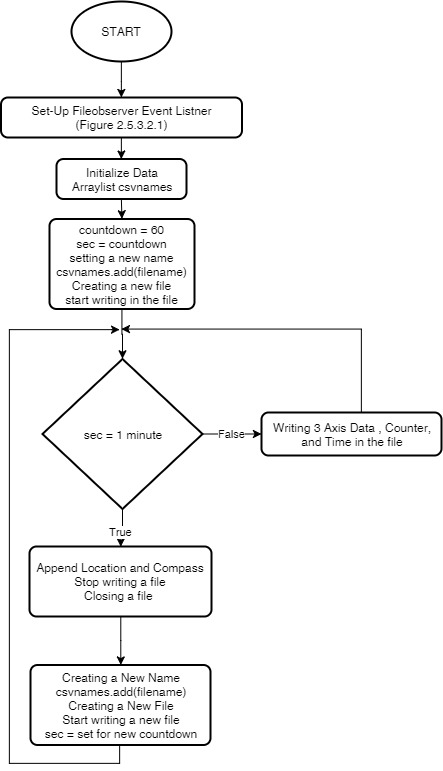 START
Set-Up Fileobserver Event Listner
(Figure 2.5.3.2.1)
Initialize Data
Arraylist csvnames
countdown = 60
sec = countdown
setting a new name
csvnames.add(filename)
Creating a new file
start writing in the file
sec = 1 minute
False
Writing 3 Axis Data , Counter,
and Time in the file
True
Append Location and Compass
Stop writing a file
Closing a file
Creating a New Name
csvnames.add(filename)
Creating a New File
Start writing a new file
sec = set for new countdown